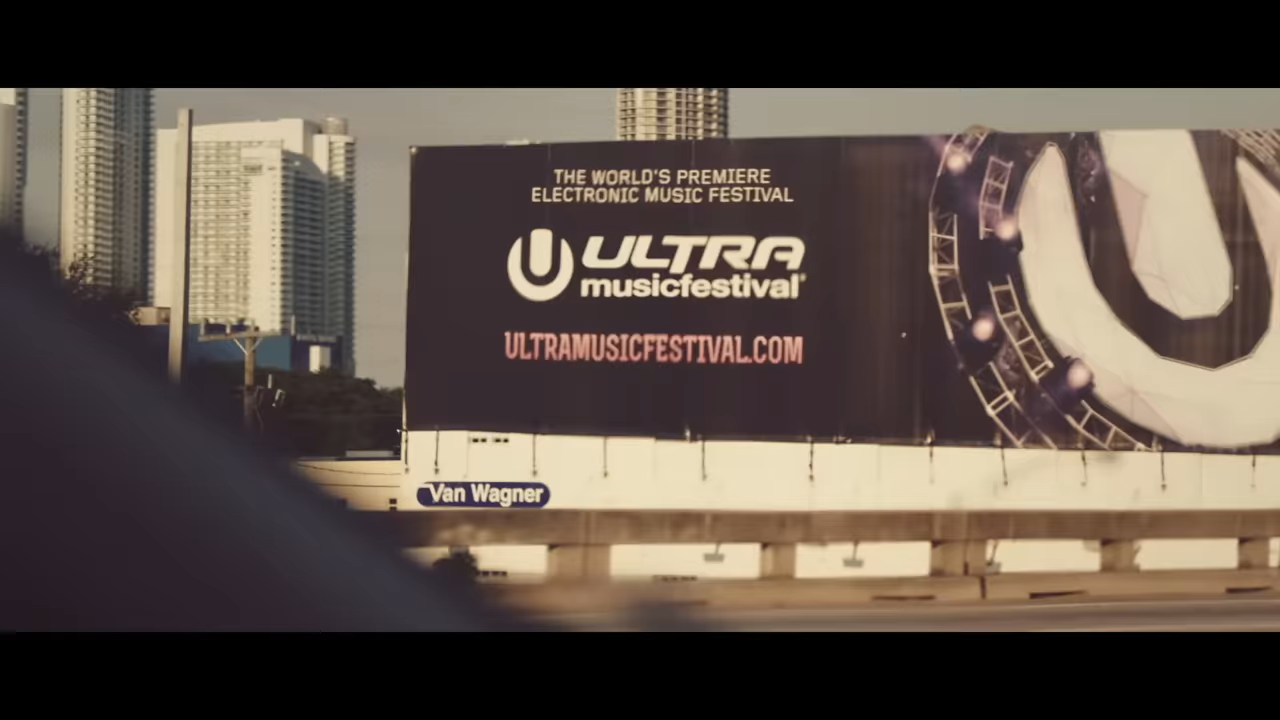 THE WORLD'S PREMIERE
ELECTRONIC MUSIC FESTIVAL
ULTRA
musicfestival®
ULTRAMUSICFESTIVAL.COM
Van Wagner